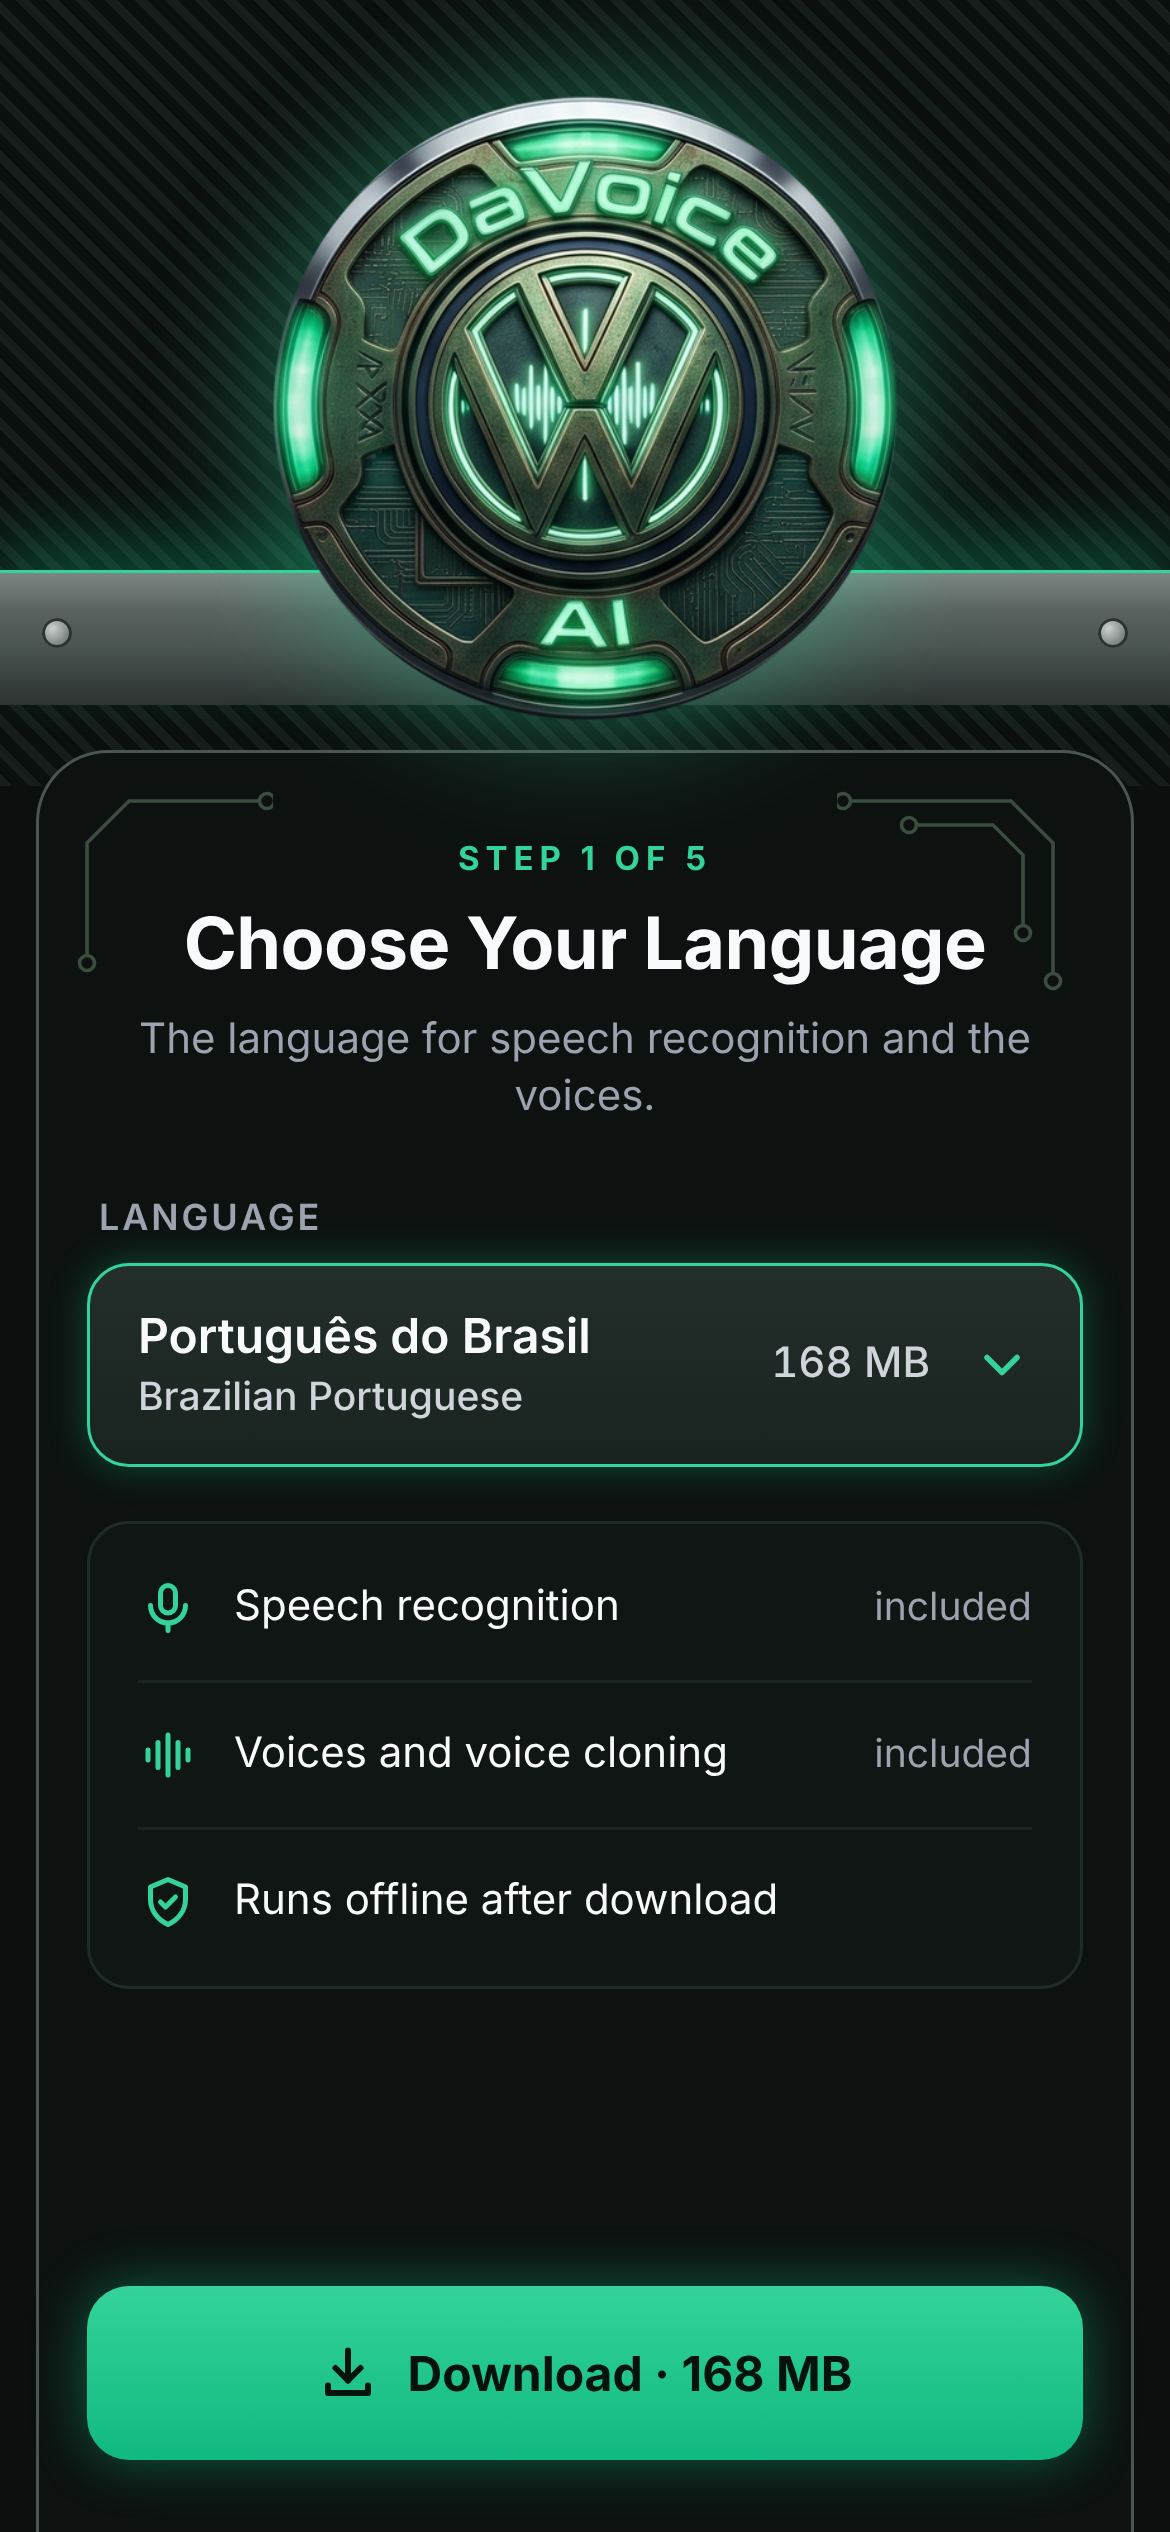 DaVoice
AI
STEP 1 OF 5
Choose Your Language
The language for speech recognition and the
voices.
LANGUAGE
Português do Brasil
Brazilian Portuguese
168 MB
Speech recognition
included
Voices and voice cloning
included
Runs offline after download
Download · 168 MB